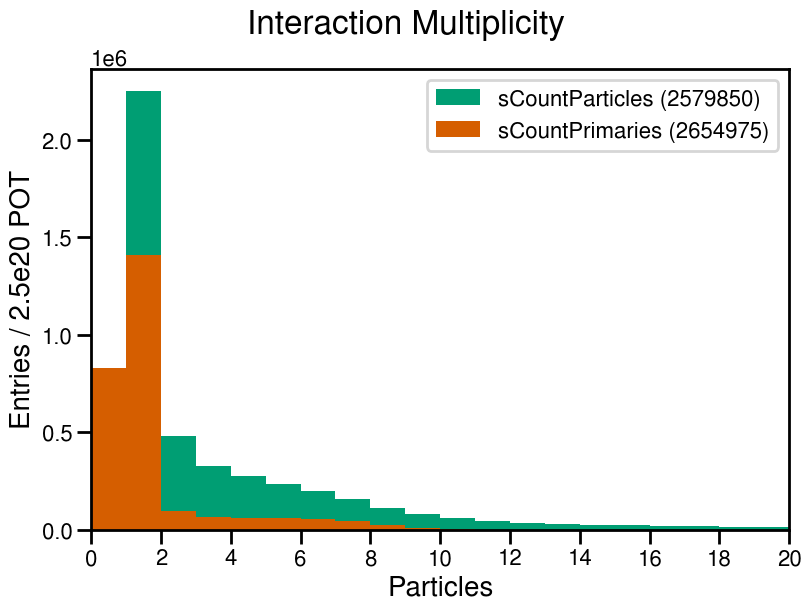 Interaction Multiplicity
1e6
sCountParticles (2579850)
sCountPrimaries (2654975)
Entries / 2.5e20 POT
2.0
1.5
1.0
0.5
0.0
0 2 4 6 8 10 12 14 16 18 20
Particles